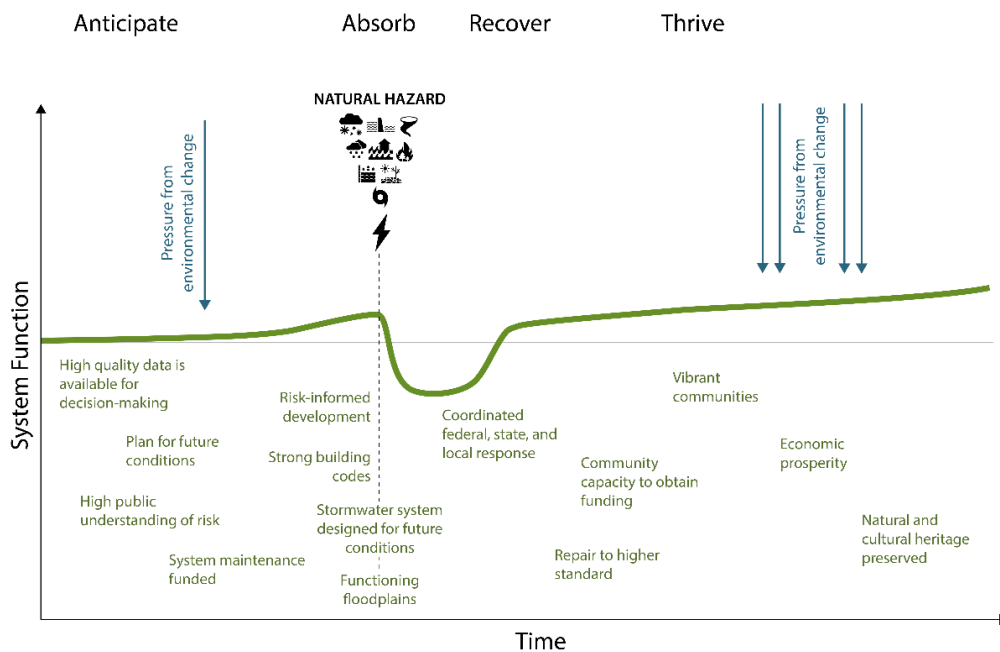 Anticipate
Absorb
Recover
Thrive
NATURAL HAZARD
Pressure from
environmental change
Pressure from
environmental change
System Function
High quality data is
available for
decision-making
Plan for future
conditions
High public
understanding of risk
System maintenance
funded
Risk-informed
development
Strong building
codes
Stormwater system
designed for future
conditions
Functioning
floodplains
Coordinated
federal, state, and
local response
Community
capacity to obtain
funding
Repair to higher
standard
Vibrant
communities
Economic
prosperity
Natural and
cultural heritage
preserved
Time